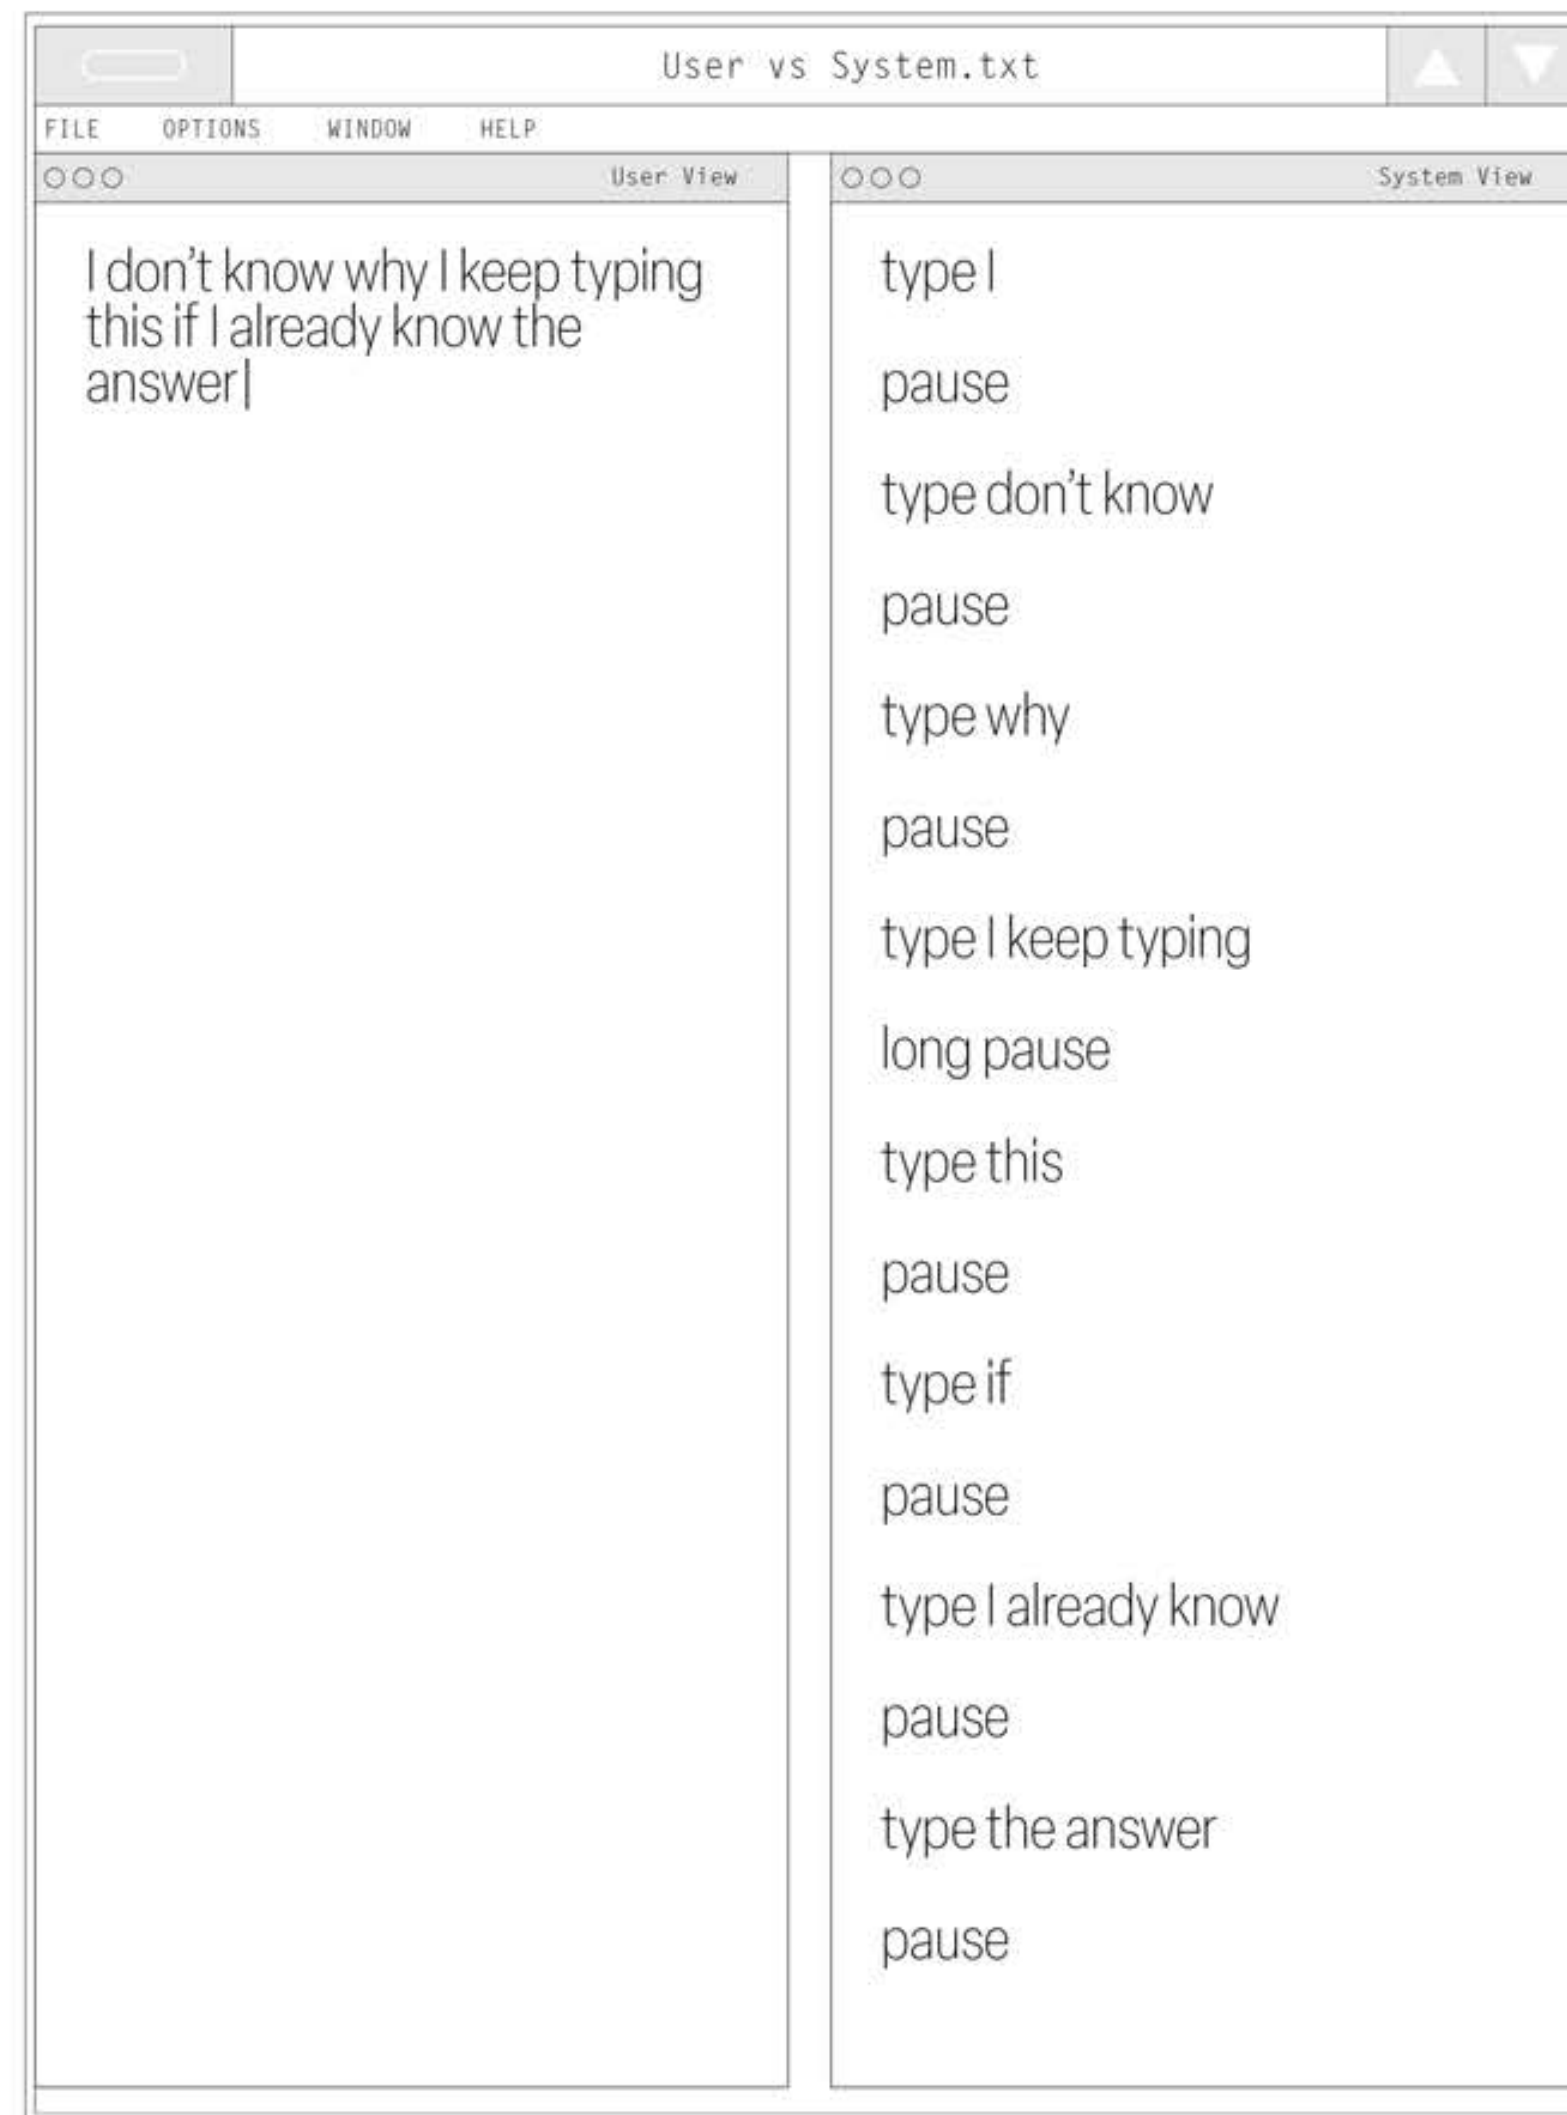 User vs System.txt
FILE OPTIONS WINDOW HELP
User View
I don’t know why I keep typing
this if I already know the
answer|
System View
type I
pause
type don’t know
pause
type why
pause
type I keep typing
long pause
type this
pause
type if
pause
type I already know
pause
type the answer
pause